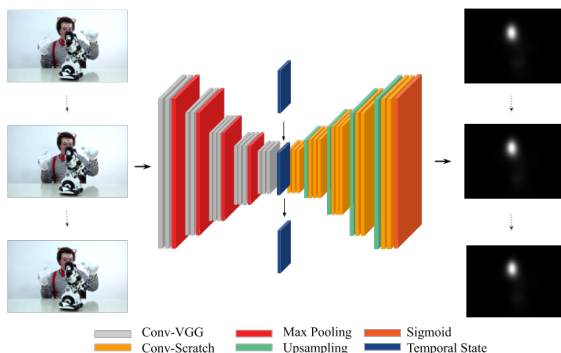 Conv-VGG
Max Pooling
Sigmoid
Conv-Scratch
Upsampling
Temporal State